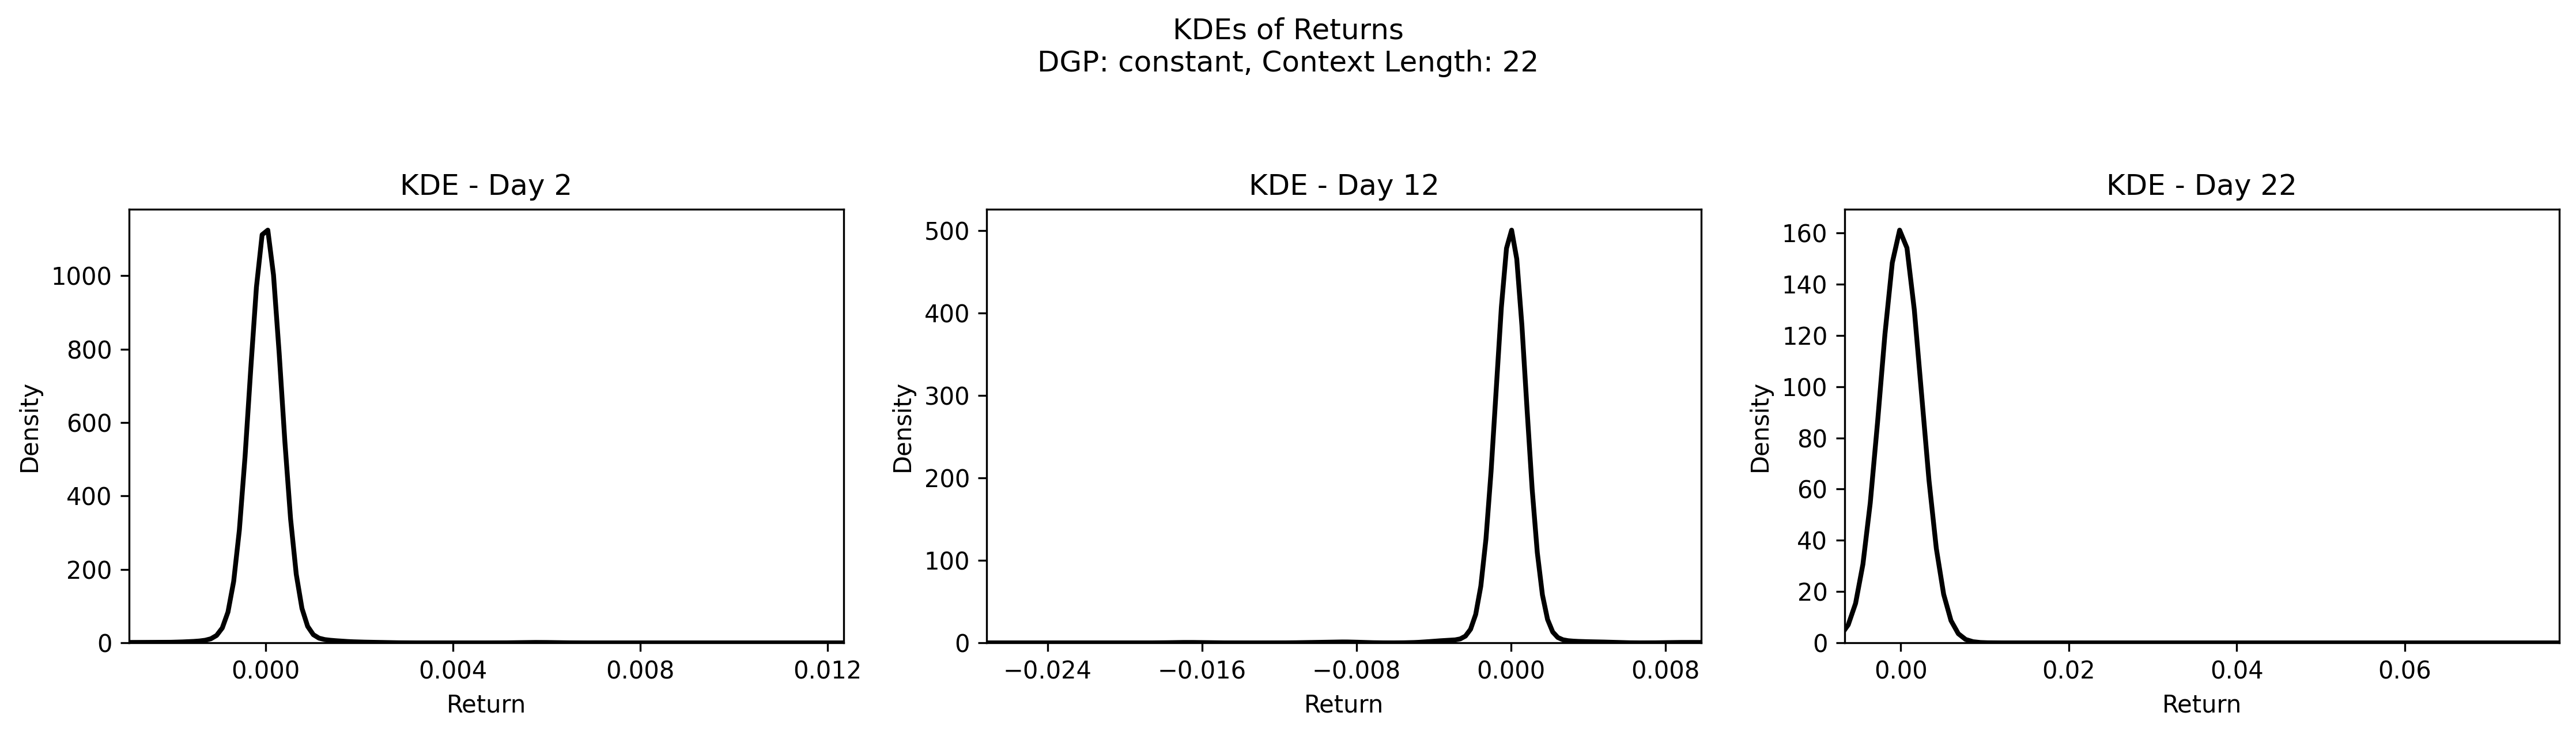 KDEs of Returns
DGP: constant, Context Length: 22
KDE - Day 2
1000
800
600
400
200
0
Density
0.000 0.004 0.008 0.012
Return
KDE - Day 12
500
400
300
200
100
0
Density
−0.024 −0.016 −0.008 0.000 0.008
Return
KDE - Day 22
160
140
120
100
80
60
40
20
0
Density
0.00 0.02 0.04 0.06
Return